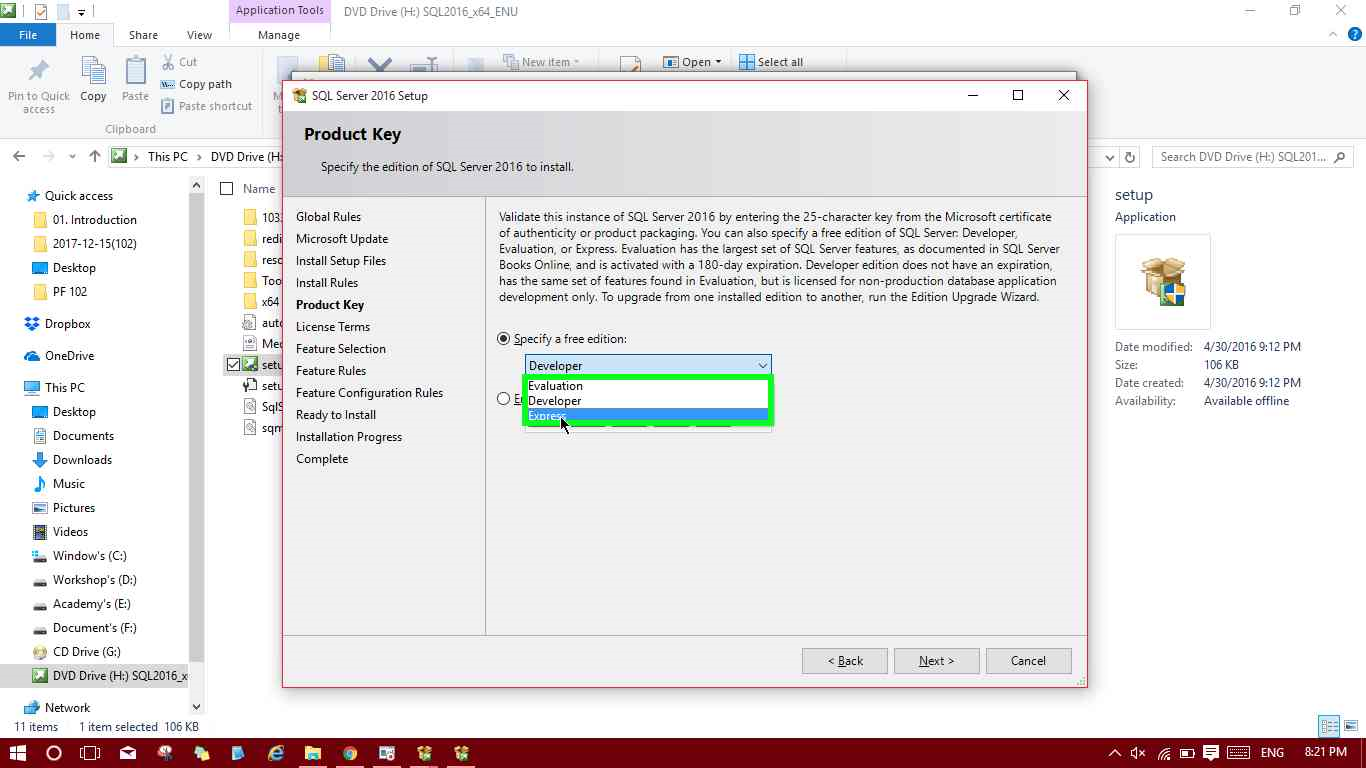 Application Tools
DVD Drive (H:) SQL2016_x64_ENU
File
Home
Share
View
Manage
Pin to Quick access
Copy
Paste
Cut
Copy path
Paste shortcut
New item
Open
Select all
Clipboard
This PC
DVD Drive (H:
Search DVD Drive (H:) SQL201...
Quick access
01. Introduction
2017-12-15(102)
Desktop
PF 102
Dropbox
OneDrive
This PC
Desktop
Documents
Downloads
Music
Pictures
Videos
Window's (C:)
Workshop's (D:)
Academy's (E:)
Document's (F:)
CD Drive (G:)
DVD Drive (H:) SQL2016_x
Network
Name
103
redi
reso
Too
x64
auto
Med
setu
setu
SqlS
sqm
SQL Server 2016 Setup
Product Key
Specify the edition of SQL Server 2016 to install.
Global Rules
Microsoft Update
Install Setup Files
Install Rules
Product Key
License Terms
Feature Selection
Feature Rules
Feature Configuration Rules
Ready to Install
Installation Progress
Complete
Validate this instance of SQL Server 2016 by entering the 25-character key from the Microsoft certificate
of authenticity or product packaging. You can also specify a free edition of SQL Server: Developer,
Evaluation, or Express. Evaluation has the largest set of SQL Server features, as documented in SQL Server
Books Online, and is activated with a 180-day expiration. Developer edition does not have an expiration,
has the same set of features found in Evaluation, but is licensed for non-production database application
development only. To upgrade from one installed edition to another, run the Edition Upgrade Wizard.
Specify a free edition:
Developer
Evaluation
Developer
Express
< Back
Next >
Cancel
setup
Application
Date modified: 4/30/2016 9:12 PM
Size: 106 KB
Date created: 4/30/2016 9:12 PM
Availability: Available offline
11 items
1 item selected 106 KB
ENG
8:21 PM